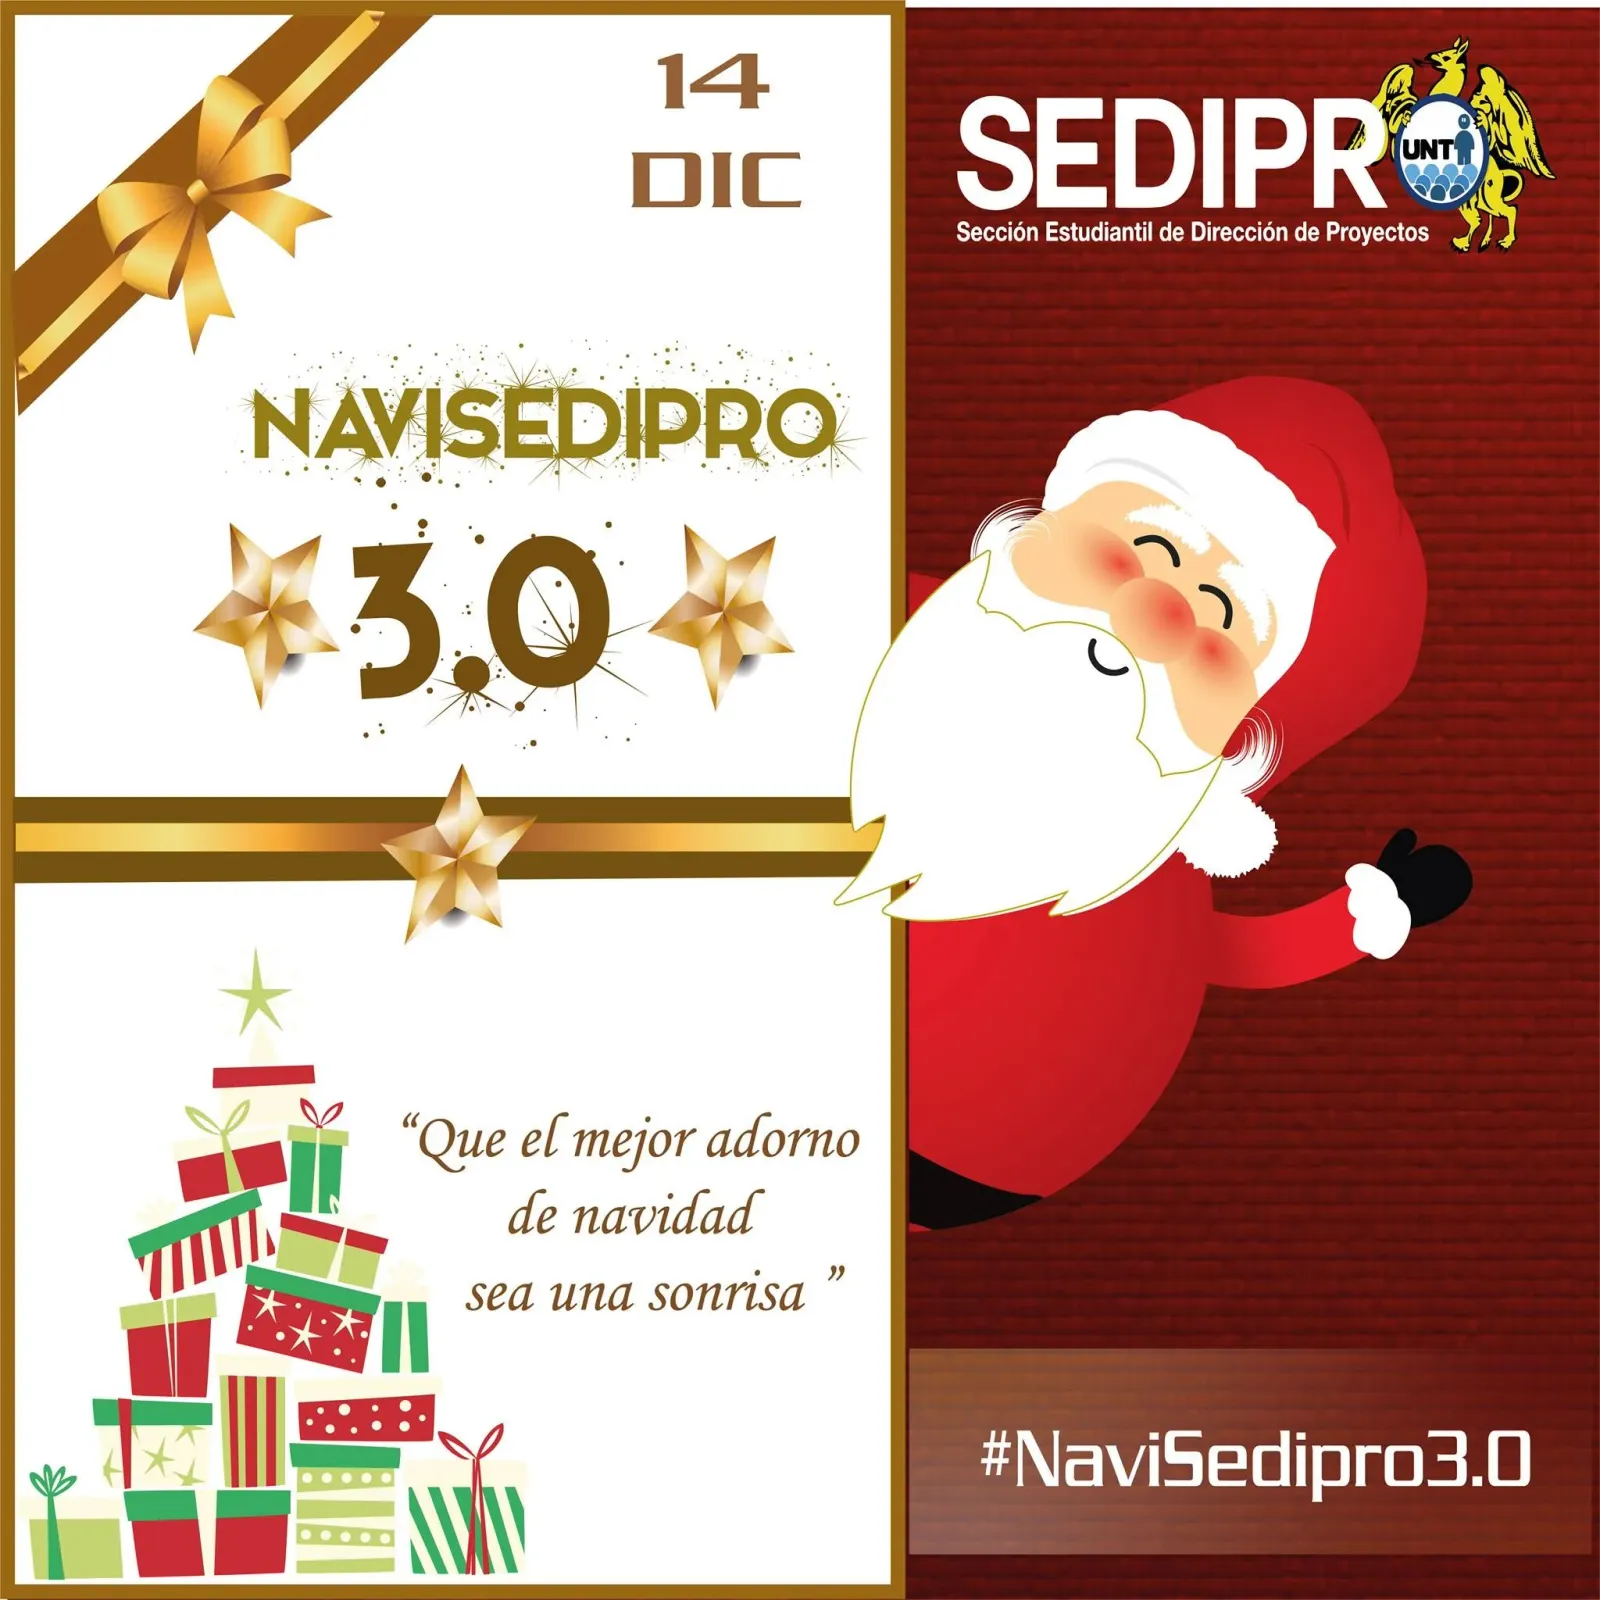 14
DIC
NAVISEDIPRO
3.0
“Que el mejor adorno
de navidad
sea una sonrisa ”
SEDIPRO
UNT
Sección Estudiantil de Dirección de Proyectos
#NaviSedipro3.0